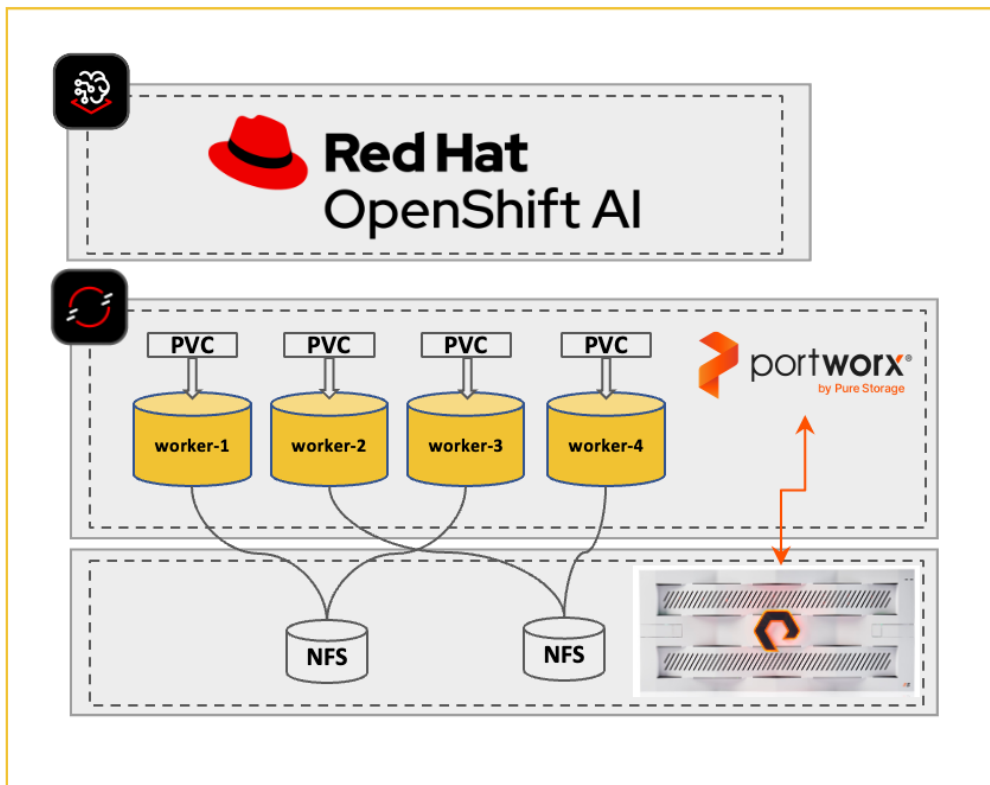 Red Hat
OpenShift AI
PVC PVC PVC PVC
portworx®
by Pure Storage
worker-1 worker-2 worker-3 worker-4
NFS NFS